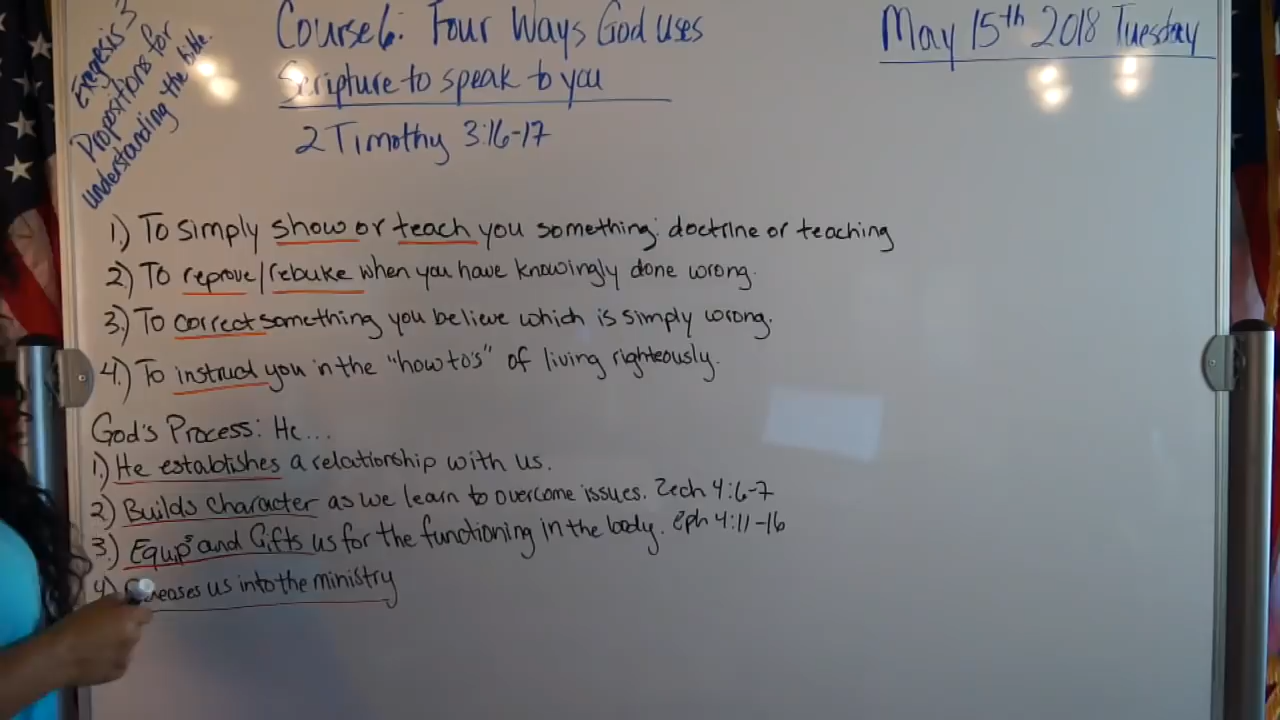 Exegesis 3
Propositions for
understanding the bible.
Course 6: Four Ways God uses
Scripture to speak to you
2 Timothy 3:16-17
May 15th 2018 Tuesday
1.) To simply show or teach you something: doctrine or teaching
2.) To reprove/rebuke when you have knowingly done wrong.
3.) To correct something you believe which is simply wrong.
4.) To instruct you in the "how to's" of living righteously.
God's Process: He...
1.) He establishes a relationship with us.
2) Builds Character as we learn to overcome issues. Zech 4:6-7
3.) Equips and Gifts us for the functioning in the body. Eph 4:11-16
4) us into the ministry